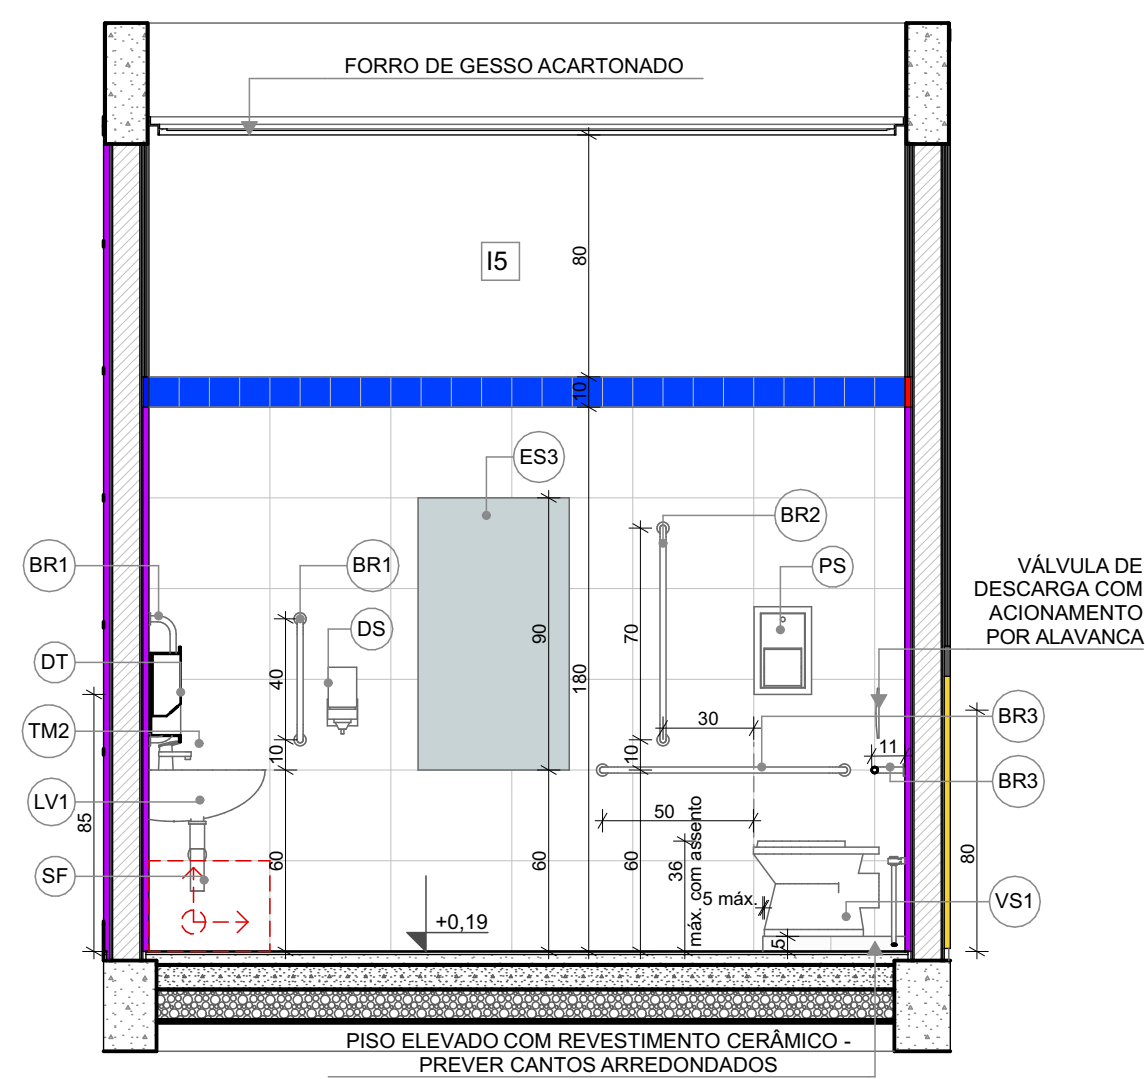 FORRO DE GESSO ACARTONADO
80
I5
10
ES3
BR2
BR1
BR1
PS
VÁLVULA DE
DESCARGA COM
ACIONAMENTO
POR ALAVANCA
DS
90
70
DT
40
180
30
TM2
BR3
10
10
11
BR3
LV1
50
85
60
60
60
36
máx. com assento
80
SF
5 máx.
VS1
+0,19
5
PISO ELEVADO COM REVESTIMENTO CERÂMICO -
PREVER CANTOS ARREDONDADOS